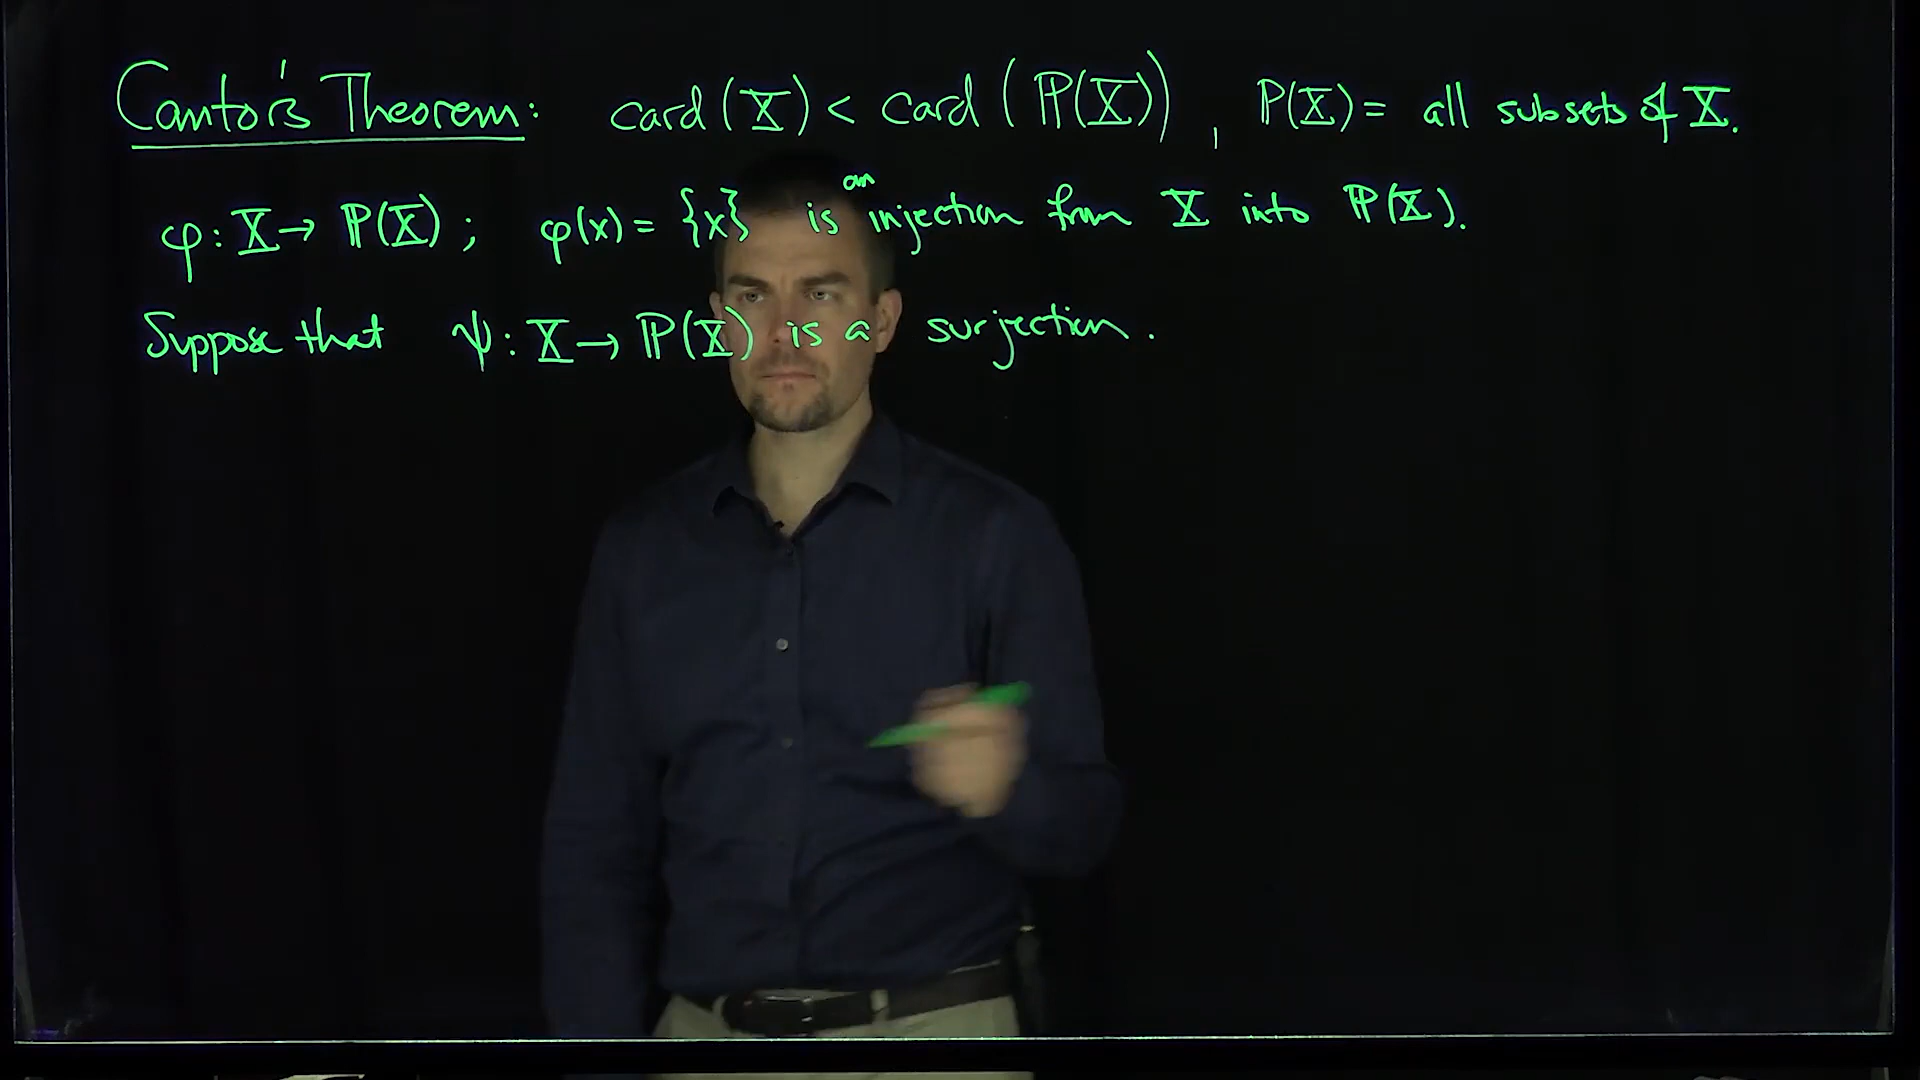 Cantor's Theorem: card(X) < card(ℙ(X)), ℙ(X) = all subsets of X.
φ: X → ℙ(X); φ(x) = {x} is an injection from X into ℙ(X).
Suppose that ψ: X → ℙ(X) is a surjection.